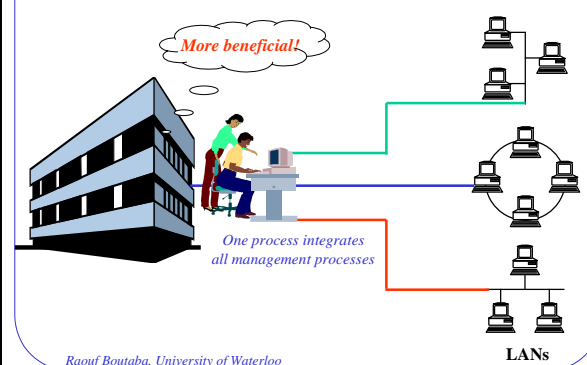 More beneficial!
One process integrates
all management processes
LANs
Raouf Boutaba, University of Waterloo